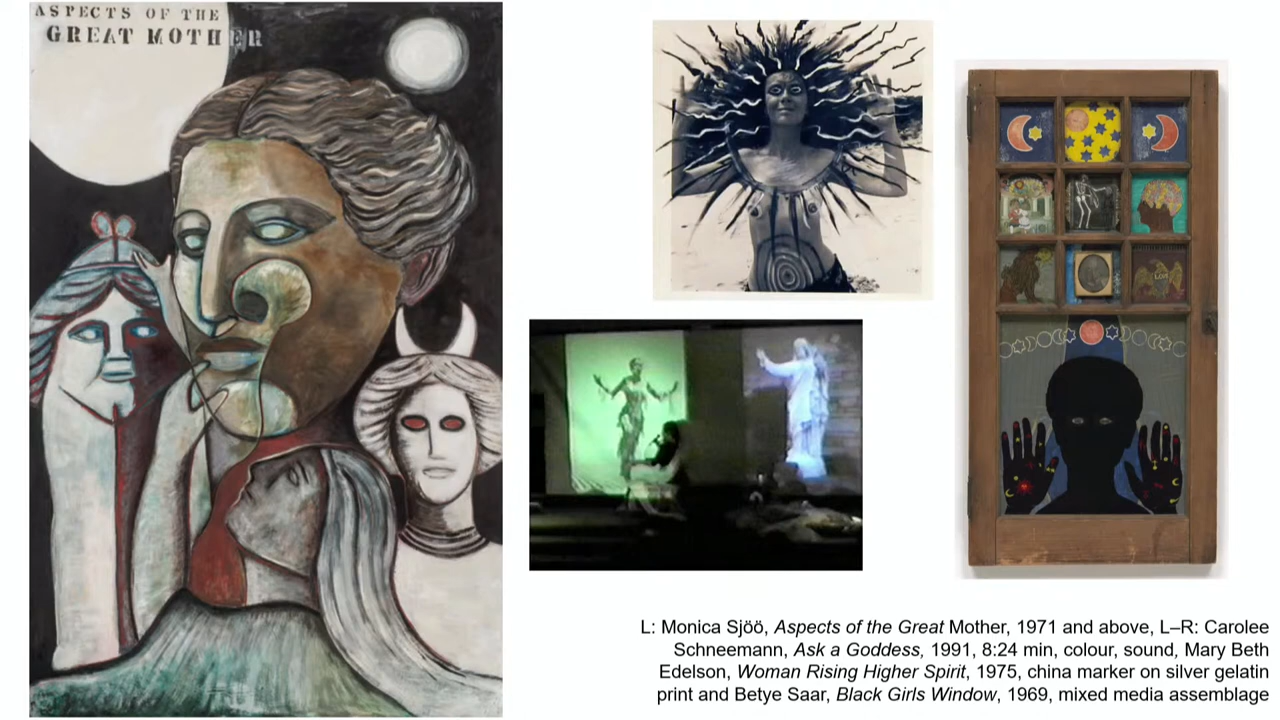 ASPECTS OF THE
GREAT MOTHER
L: Monica Sjöö, Aspects of the Great Mother, 1971 and above, L–R: Carolee
Schneemann, Ask a Goddess, 1991, 8:24 min, colour, sound, Mary Beth
Edelson, Woman Rising Higher Spirit, 1975, china marker on silver gelatin
print and Betye Saar, Black Girls Window, 1969, mixed media assemblage